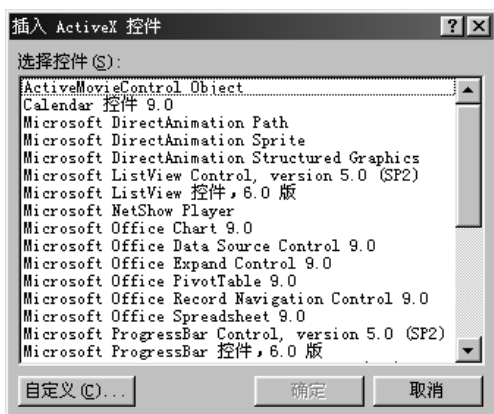 插入 ActiveX 控件
选择控件(S):
ActiveMovieControl Object
Calendar 控件 9.0
Microsoft DirectAnimation Path
Microsoft DirectAnimation Sprite
Microsoft DirectAnimation Structured Graphics
Microsoft ListView Control, version 5.0 (SP2)
Microsoft ListView 控件，6.0 版
Microsoft NetShow Player
Microsoft Office Chart 9.0
Microsoft Office Data Source Control 9.0
Microsoft Office Expand Control 9.0
Microsoft Office PivotTable 9.0
Microsoft Office Record Navigation Control 9.0
Microsoft Office Spreadsheet 9.0
Microsoft ProgressBar Control, version 5.0 (SP2)
Microsoft ProgressBar 控件，6.0 版
自定义(C)... 确定 取消